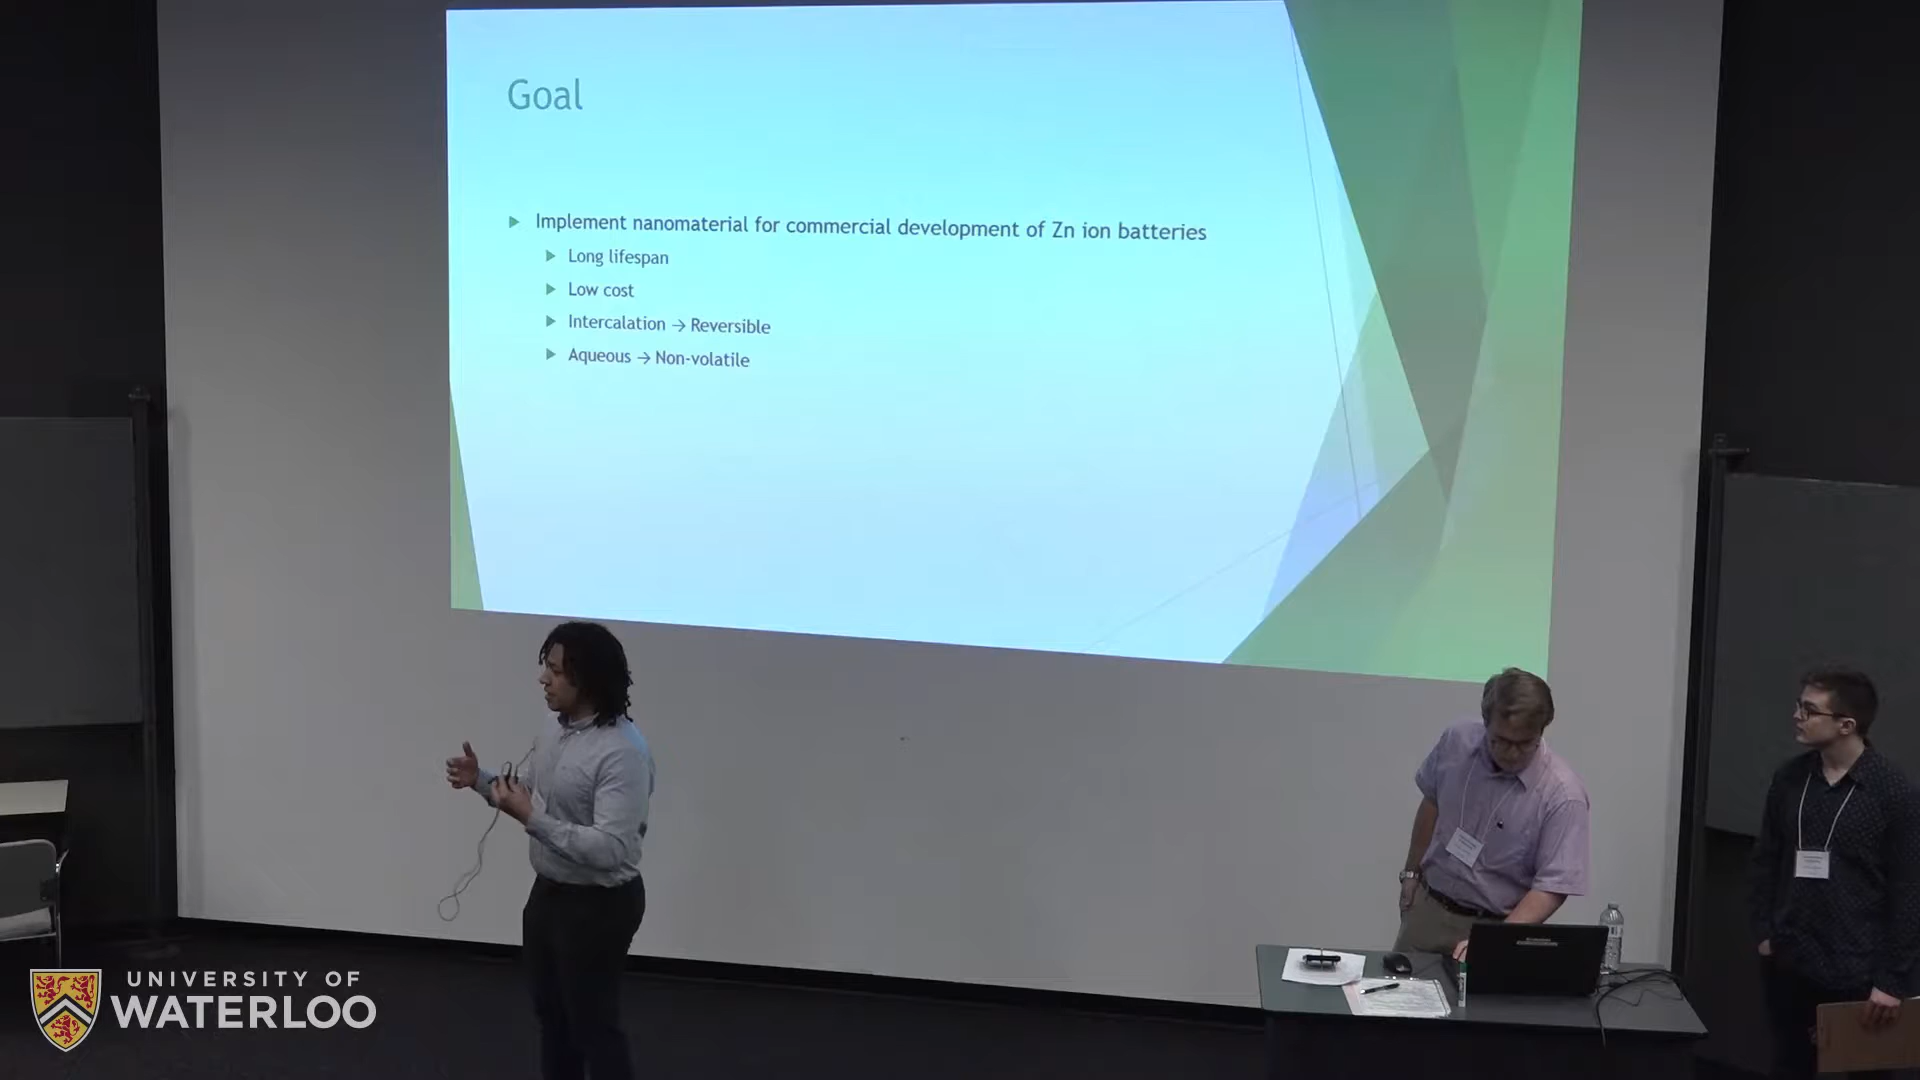 Goal
Implement nanomaterial for commercial development of Zn ion batteries
Long lifespan
Low cost
Intercalation → Reversible
Aqueous → Non-volatile
UNIVERSITY OF
WATERLOO